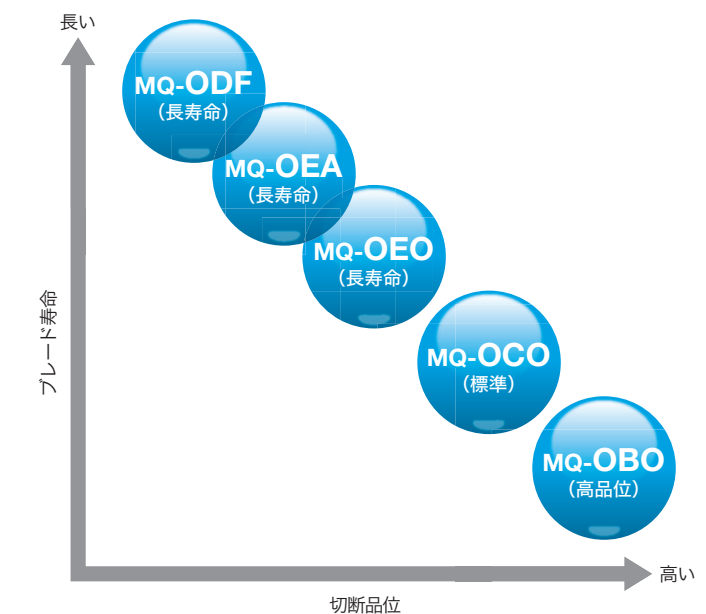 長い
MQ-ODF
（長寿命）
MQ-OEA
（長寿命）
MQ-OEO
（長寿命）
MQ-OCO
（標準）
MQ-OBO
（高品位）
ブレード寿命
高い
切断品位